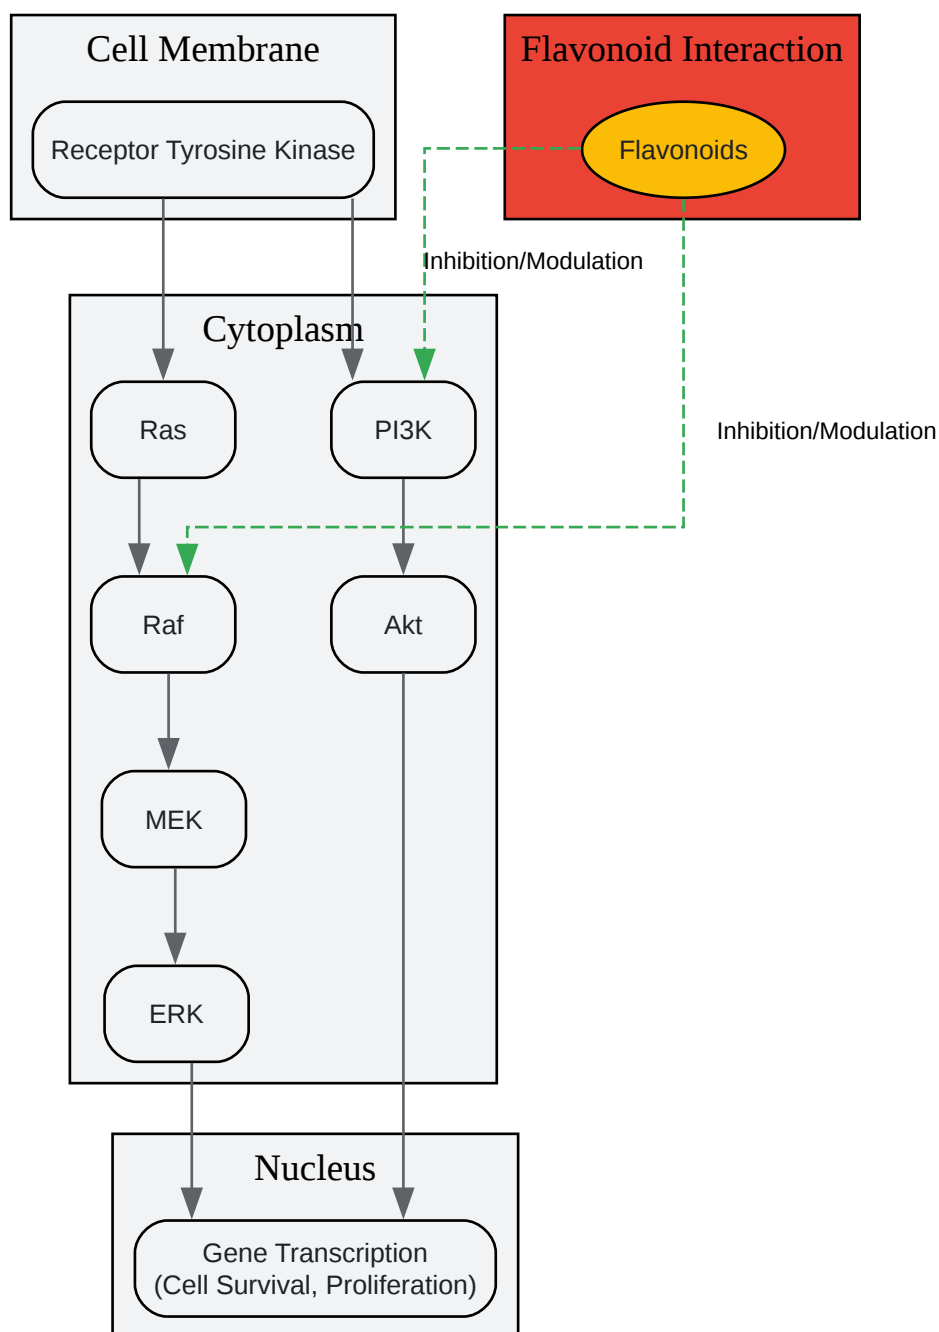 Cell Membrane
Flavonoid Interaction
Receptor Tyrosine Kinase
Flavonoids
Inhibition/Modulation
Cytoplasm
Ras
PI3K
Inhibition/Modulation
Raf
Akt
MEK
ERK
Nucleus
Gene Transcription
(Cell Survival, Proliferation)